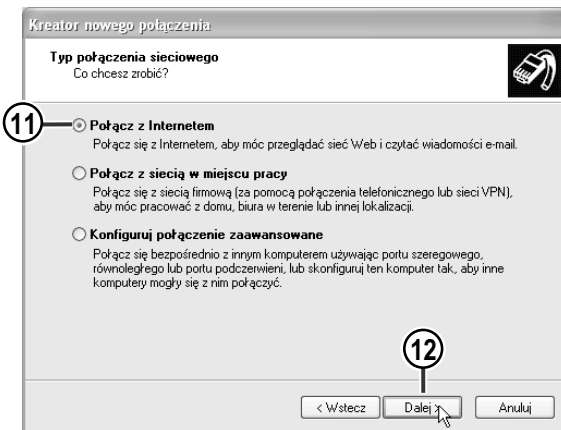 Kreator nowego połączenia
Typ połączenia sieciowego
Co chcesz zrobić?
11
Połącz z Internetem
Połącz się z Internetem, aby móc przeglądać sieć Web i czytać wiadomości e-mail.
Połącz z siecią w miejscu pracy
Połącz się z siecią firmową (za pomocą połączenia telefonicznego lub sieci VPN),
aby móc pracować z domu, biura w terenie lub innej lokalizacji.
Konfiguruj połączenie zaawansowane
Połącz się bezpośrednio z innym komputerem używając portu szeregowego,
równoległego lub portu podczerwieni, lub skonfiguruj ten komputer tak, aby inne
komputery mogły się z nim połączyć.
12
< Wstecz Dalej > Anuluj